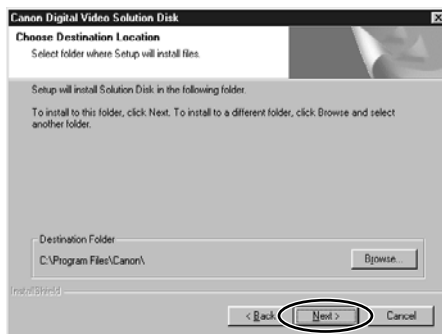 Canon Digital Video Solution Disk
Choose Destination Location
Select folder where Setup will install files.
Setup will install Solution Disk in the following folder.
To install to this folder, click Next. To install to a different folder, click Browse and select
another folder.
Destination Folder
C:\Program Files\Canon\
Browse...
InstallShield
< Back
Next >
Cancel